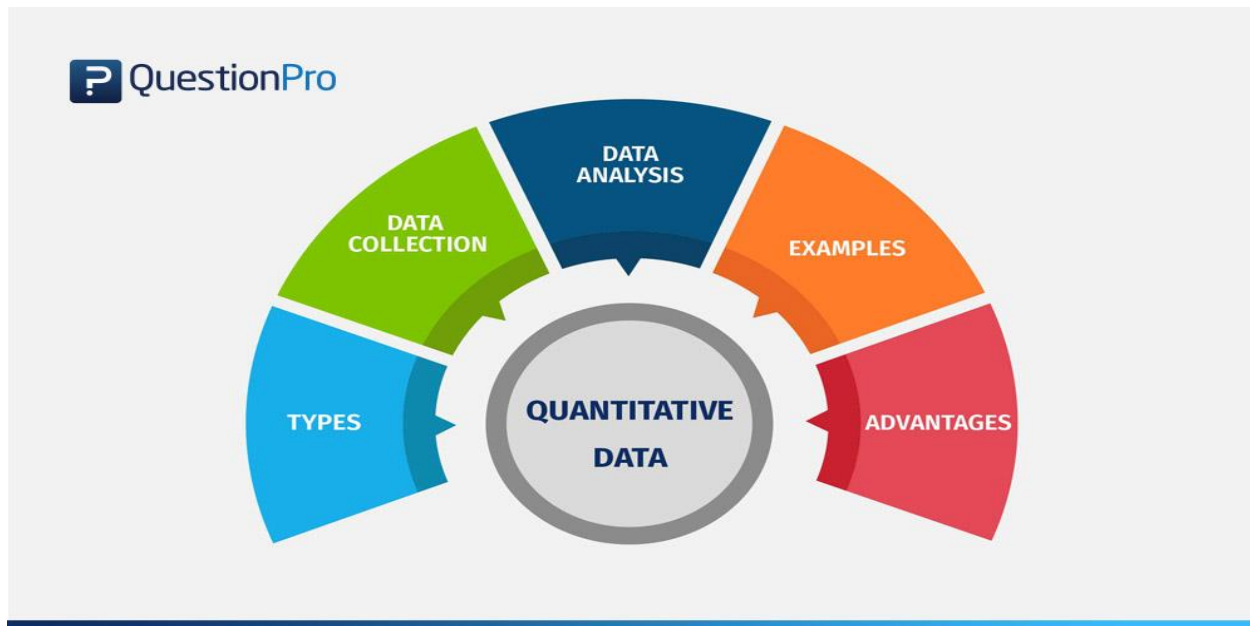 QuestionPro
DATA
ANALYSIS
DATA
COLLECTION
EXAMPLES
TYPES
ADVANTAGES
QUANTITATIVE
DATA